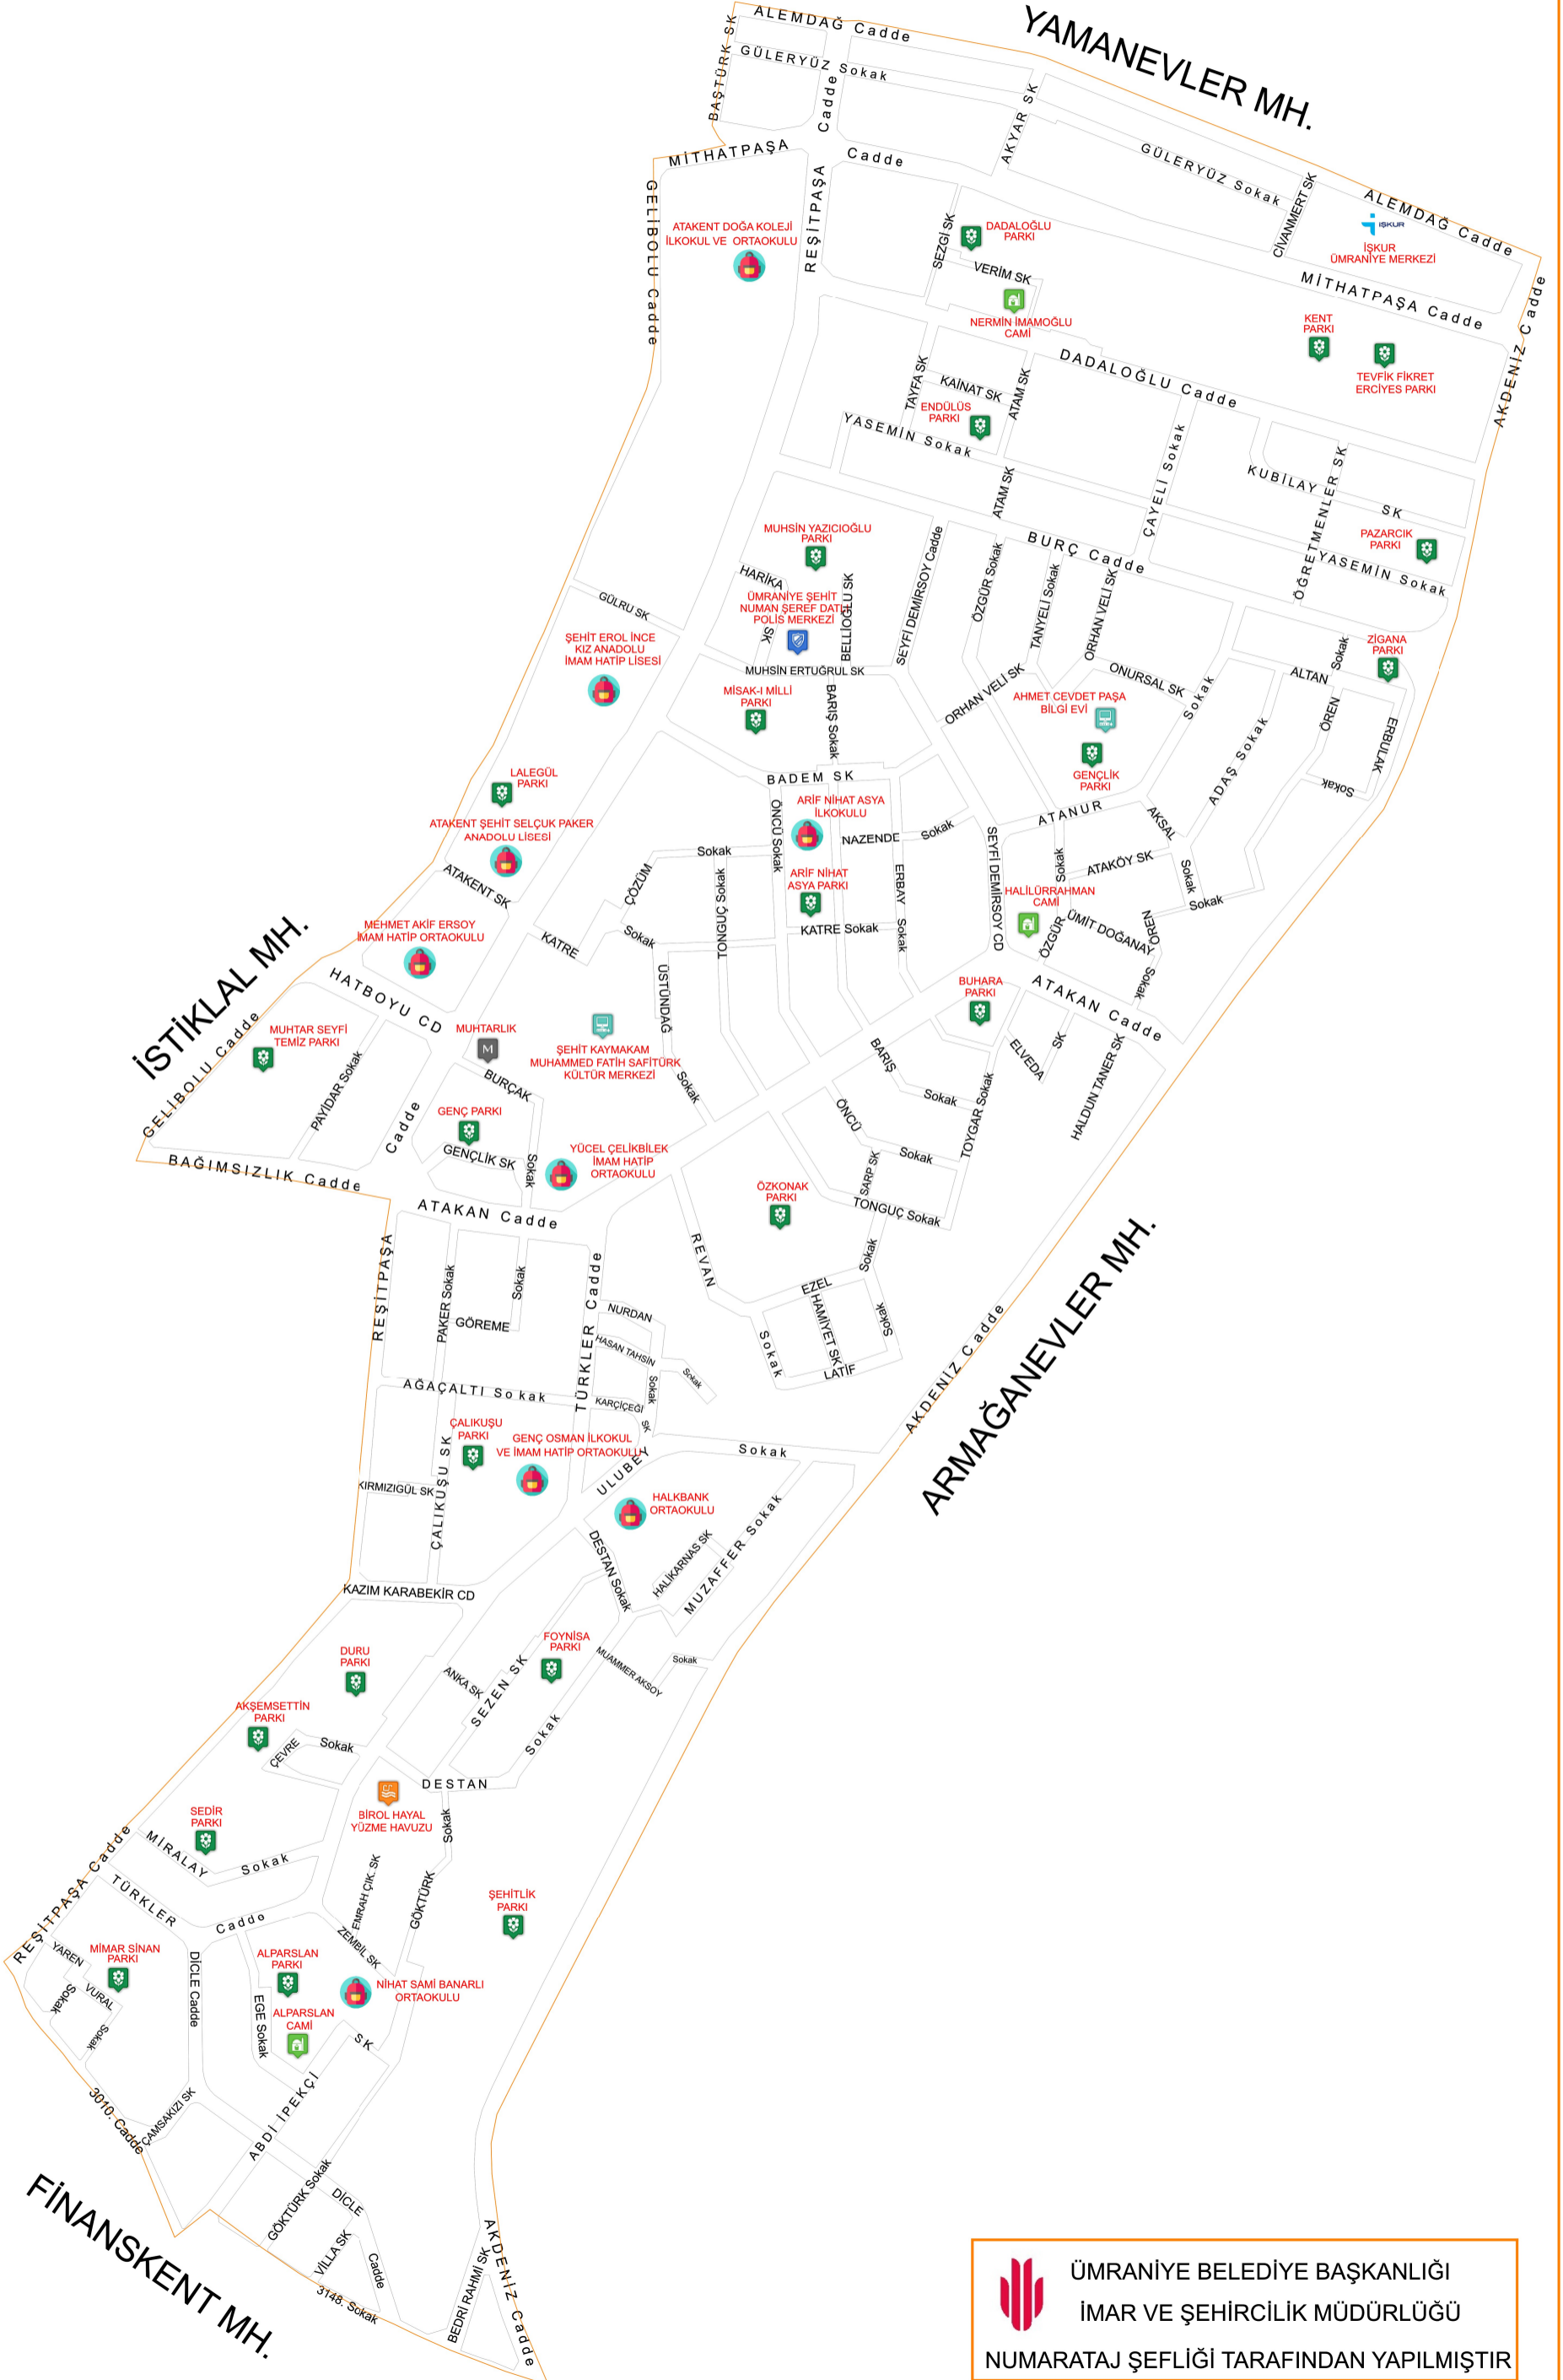 YAMANEVLER MH.
ALEMDAĞ Cadde
BAŞTÜRK SK
GÜLERYÜZ Sokak
Cadde
AKYAR SK
MİTHATPAŞA
Cadde
GÜLERYÜZ Sokak
CİVANMERT SK
ALEMDAĞ Cadde
İŞKUR
İŞKUR
ÜMRANİYE MERKEZİ
GELİBOLU Cadde
REŞİTPAŞA
ATAKENT DOĞA KOLEJİ
İLKOKUL VE ORTAOKULU
SEZGİ SK
DADALOĞLU
PARKI
VERİM SK
NERMİN İMAMOĞLU
CAMİ
MİTHATPAŞA Cadde
AKDENİZ Cadde
KENT
PARKI
TEVFİK FİKRET
ERCİYES PARKI
DADALOĞLU Cadde
TAYFA SK
KAİNAT SK
ATAM SK
ENDÜLÜS
PARKI
YASEMİN Sokak
ÇAYELİ Sokak
KUBİLAY
SK
ÖĞRETMENLER SK
ATAM SK
PAZARCIK
PARKI
YASEMİN Sokak
MUHSİN YAZICIOĞLU
PARKI
BURÇ Cadde
HARİKA
SK
ÜMRANİYE ŞEHİT
NUMAN ŞEREF DATLI
POLİS MERKEZİ
BELLİOĞLU SK
SEYFİ DEMİRSOY Cadde
ÖZGÜR Sokak
TANYELİ Sokak
ORHAN VELİ SK
GÜLRU SK
ŞEHİT EROL İNCE
KIZ ANADOLU
İMAM HATİP LİSESİ
ZİGANA
PARKI
MUHSİN ERTUĞRUL SK
MİSAK-I MİLLİ
PARKI
BARIŞ Sokak
ORHAN VELİ SK
ONURSAL SK
Sokak
ALTAN
Sokak
ÖREN
ERBULAK
Sokak
AHMET CEVDET PAŞA
BİLGİ EVİ
GENÇLİK
PARKI
ADAŞ Sokak
LALEGÜL
PARKI
BADEM SK
ARİF NİHAT ASYA
İLKOKULU
ÖNCÜ Sokak
NAZENDE
Sokak
ATANUR
AKSAL
Sokak
ATAKENT ŞEHİT SELÇUK PAKER
ANADOLU LİSESİ
ATAKENT SK
Sokak
ÇÖZÜM
TONGUÇ Sokak
ARİF NİHAT
ASYA PARKI
ERBAY
Sokak
SEYFİ DEMİRSOY CD
Sokak
ATAKÖY SK
HALİLÜRRAHMAN
CAMİ
ÖZGÜR
ÜMİT DOĞANAY
Sokak
ÖREN
Sokak
İSTİKLAL MH.
MEHMET AKİF ERSOY
İMAM HATİP ORTAOKULU
KATRE
Sokak
KATRE Sokak
HATBOYU CD
ÜSTÜNDAĞ
Sokak
BUHARA
PARKI
ATAKAN Cadde
GELİBOLU Cadde
MUHTAR SEYFİ
TEMİZ PARKI
MUHTARLIK
M
ŞEHİT KAYMAKAM
MUHAMMED FATİH SAFİTÜRK
KÜLTÜR MERKEZİ
BARIŞ
Sokak
ELVEDA
SK
HALDUN TANER SK
PAYİDAR Sokak
BURÇAK
Sokak
Cadde
GENÇ PARKI
GENÇLİK SK
YÜCEL ÇELİKBİLEK
İMAM HATİP
ORTAOKULU
ÖNCÜ
Sokak
TOYGAR Sokak
BAĞIMSIZLIK Cadde
ATAKAN Cadde
ÖZKONAK
PARKI
SARP SK
TONGUÇ Sokak
REŞİTPAŞA
PAKER Sokak
Sokak
GÖREME
TÜRKLER Cadde
REVAN
Sokak
EZEL
Sokak
HAMİYET SK
LATİF
Sokak
ARMAĞANEVLER MH.
AKDENİZ Cadde
NURDAN
HASAN TAHSİN
Sokak
Sokak
AĞAÇALTI Sokak
KARÇİÇEĞİ
SK
ÇALIKUŞU
PARKI
GENÇ OSMAN İLKOKUL
VE İMAM HATİP ORTAOKULU
ULUBEY
Sokak
KIRMIZIGÜL SK
ÇALIKUŞU SK
HALKBANK
ORTAOKULU
DESTAN Sokak
HALİKARNAS SK
MUZAFFER Sokak
KAZIM KARABEKİR CD
DURU
PARKI
FOYNİSA
PARKI
MUAMMER AKSOY
Sokak
ANKA SK
SEZEN SK
Sokak
AKŞEMSETTİN
PARKI
ÇEVRE
Sokak
DESTAN
BİROL HAYAL
YÜZME HAVUZU
Sokak
SEDİR
PARKI
MİRALAY
Sokak
REŞİTPAŞA Cadde
TÜRKLER
Caddo
EMRAH ÇIK. SK
GÖKTÜRK
ZEMBİL SK
ŞEHİTLİK
PARKI
YAREN
Sokak
MİMAR SİNAN
PARKI
VURAL
Sokak
DİCLE Cadde
ALPARSLAN
PARKI
EGE Sokak
NİHAT SAMİ BANARLI
ORTAOKULU
ALPARSLAN
CAMİ
SK
ABDİ İPEKÇİ
3010. Cadde
ÇAMSAKIZI SK
FİNANSKENT MH.
GÖKTÜRK Sokak
DİCLE
Cadde
VİLLA SK
3148. Sokak
BEDRİ RAHMİ SK
AKDENİZ Cadde
ÜMRANİYE BELEDİYE BAŞKANLIĞI
İMAR VE ŞEHİRCİLİK MÜDÜRLÜĞÜ
NUMARATAJ ŞEFLİĞİ TARAFINDAN YAPILMIŞTIR